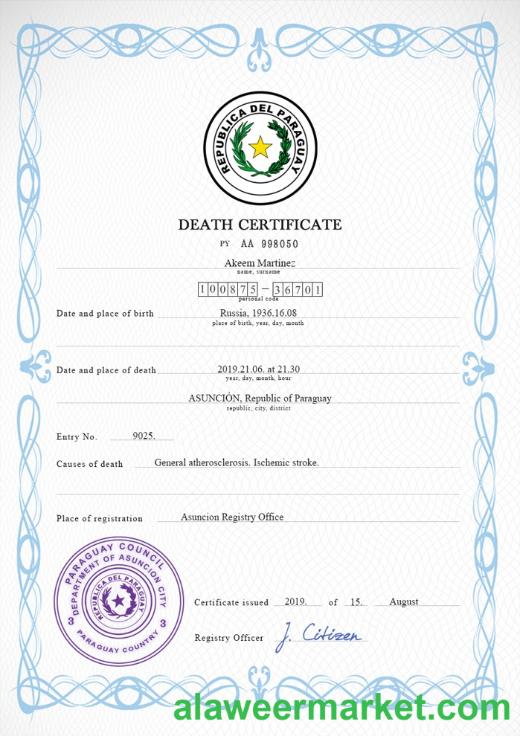 REPUBLICA DEL PARAGUAY
DEATH CERTIFICATE
PY AA 998050
Akeem Martinez
name, surname
100875-36701
personal code
Date and place of birth Russia, 1936.16.08
place of birth, year, day, month
Date and place of death 2019.21.06. at 21.30
year, day, month, hour
ASUNCIÓN, Republic of Paraguay
republic, city, district
Entry No. 9025.
Causes of death General atherosclerosis. Ischemic stroke.
Place of registration Asuncion Registry Office
PARAGUAY COUNCIL
DEPARTMENT OF ASUNCION CITY
REPUBLICA DEL PARAGUAY
3 3
PARAGUAY COUNTRY
Certificate issued 2019. of 15. August
Registry Officer J. Citizen
alaweermarket.com